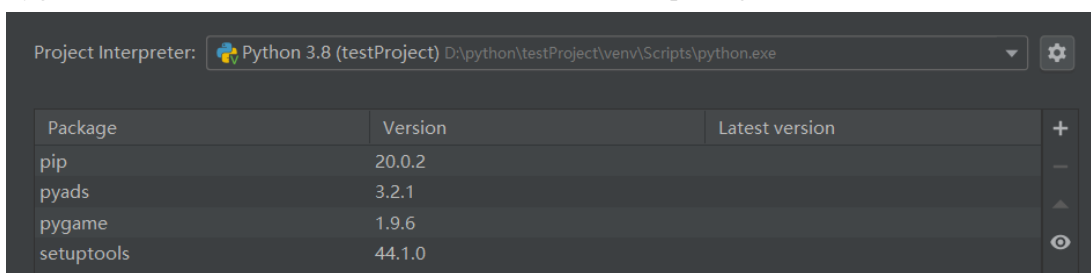 Project Interpreter: Python 3.8 (testProject) D:\python\testProject\venv\Scripts\python.exe
Package Version Latest version
pip 20.0.2
pyads 3.2.1
pygame 1.9.6
setuptools 44.1.0